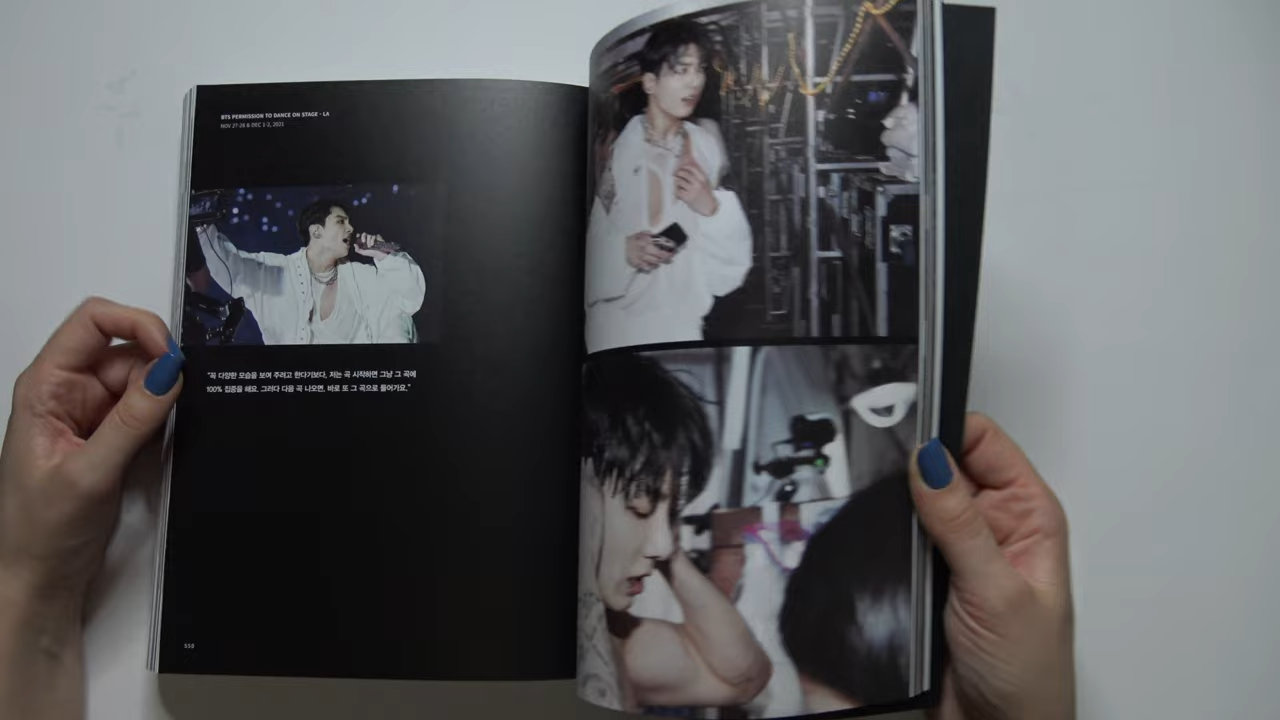 BTS PERMISSION TO DANCE ON STAGE - LA
NOV 27-28 & DEC 1-2, 2021
"꼭 다양한 모습을 보여 주려고 한다기보다, 저는 곡 시작하면 그냥 그 곡에
100% 집중을 해요. 그러다 다음 곡 나오면, 바로 또 그 곡으로 들어가요."
550